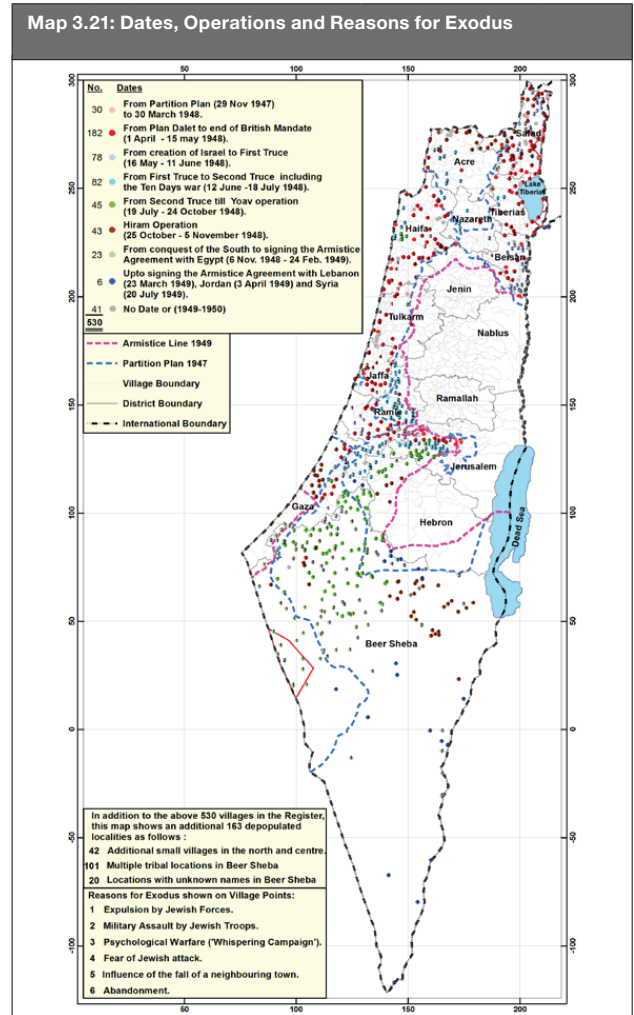 Map 3.21: Dates, Operations and Reasons for Exodus
50 100 150 200
No. Dates
30 From Partition Plan (29 Nov 1947)
to 30 March 1948.
182 From Plan Dalet to end of British Mandate
(1 April - 15 may 1948).
78 From creation of Israel to First Truce
(16 May - 11 June 1948).
82 From First Truce to Second Truce including
the Ten Days war (12 June -18 July 1948).
45 From Second Truce till Yoav operation
(19 July - 24 October 1948).
43 Hiram Operation
(25 October - 5 November 1948).
23 From conquest of the South to signing the Armistice
Agreement with Egypt (6 Nov. 1948 - 24 Feb. 1949).
6 Upto signing the Armistice Agreement with Lebanon
(23 March 1949), Jordan (3 April 1949) and Syria
(20 July 1949).
41 No Date or (1949-1950)
530
Armistice Line 1949
Partition Plan 1947
Village Boundary
District Boundary
International Boundary
300
250
200
150
100
50
0
-50
-100
300
250
200
150
100
50
0
-50
-100
Safad
Acre
Lake
Tiberias
Tiberias
Nazareth
Haifa
Beisan
Jenin
Tulkarm
Nablus
Jaffa
Ramallah
Ramle
Jerusalem
Gaza
Hebron
Dead Sea
Beer Sheba
In addition to the above 530 villages in the Register,
this map shows an additional 163 depopulated
localities as follows :
42 Additional small villages in the north and centre.
101 Multiple tribal locations in Beer Sheba
20 Locations with unknown names in Beer Sheba
Reasons for Exodus shown on Village Points:
1 Expulsion by Jewish Forces.
2 Military Assault by Jewish Troops.
3 Psychological Warfare ('Whispering Campaign').
4 Fear of Jewish attack.
5 Influence of the fall of a neighbouring town.
6 Abandonment.
50 100 150 200